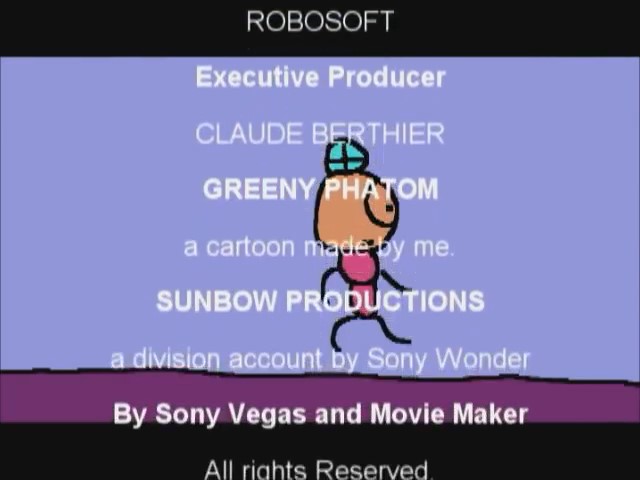 ROBOSOFT
Executive Producer
CLAUDE BERTHIER
GREENY PHATOM
a cartoon made by me.
SUNBOW PRODUCTIONS
a division account by Sony Wonder
By Sony Vegas and Movie Maker
All rights Reserved.